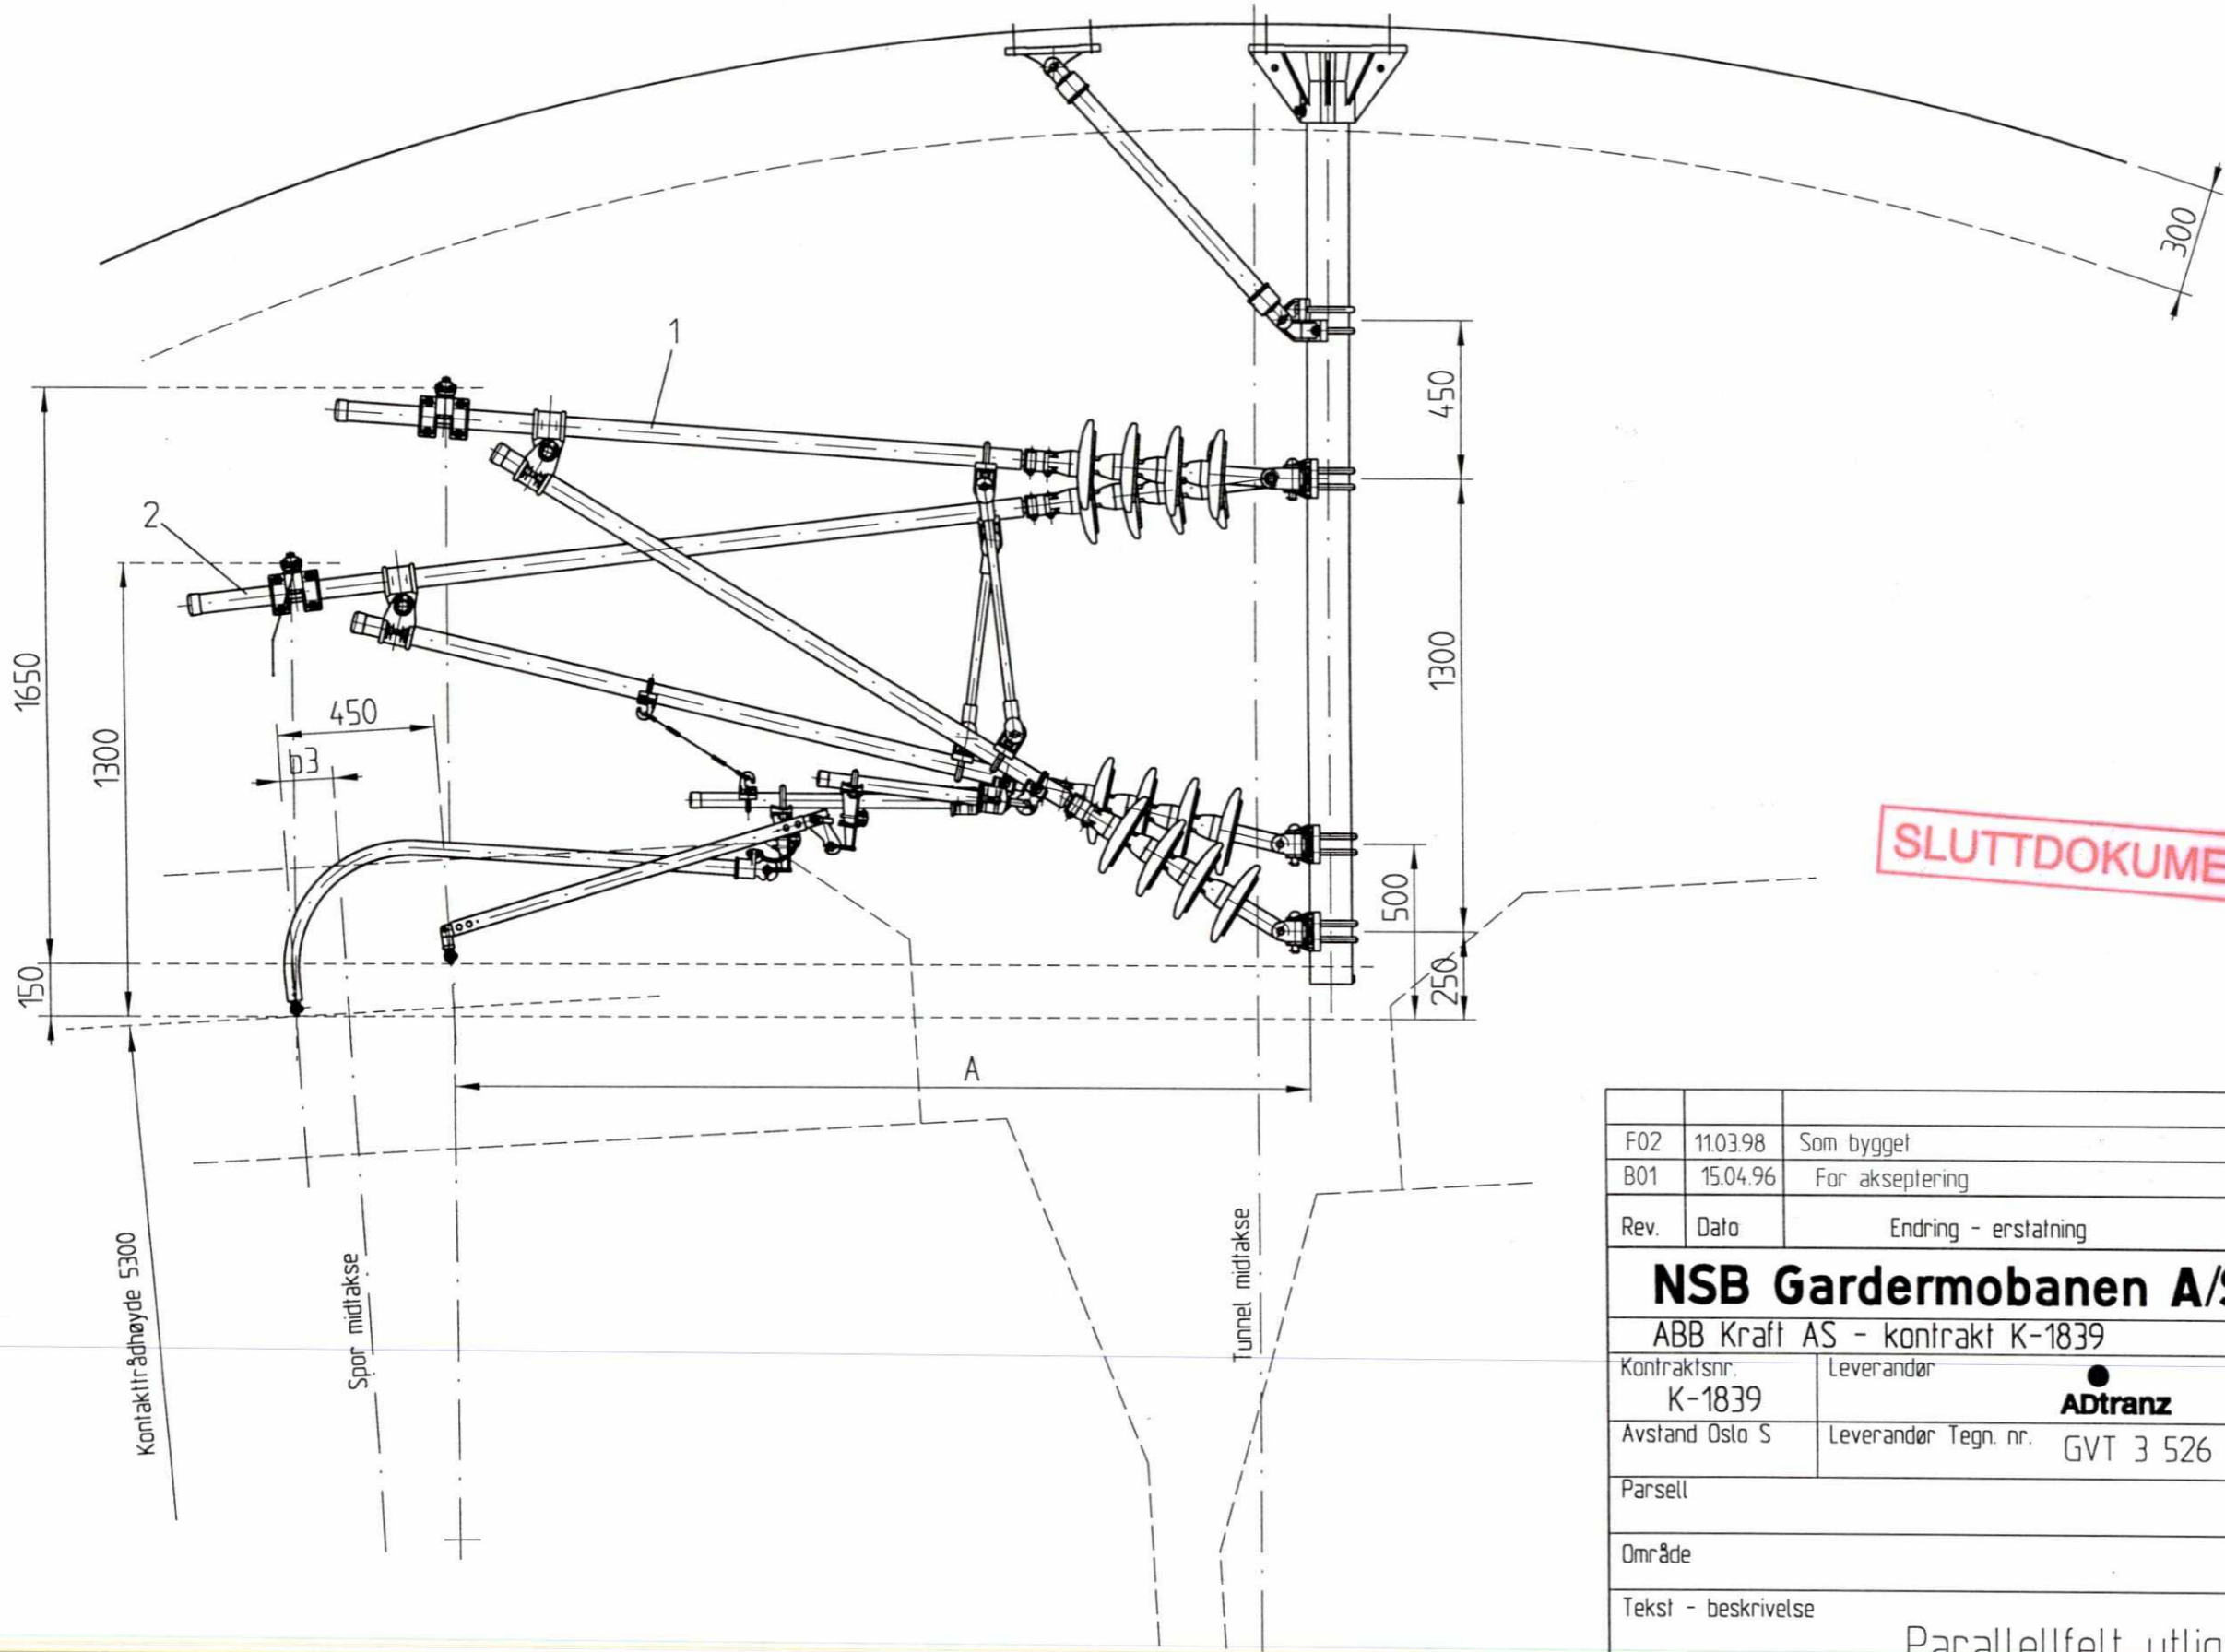 300
1
450
2
1650
1300
450
1300
b3
SLUTTDOKUME
500
150
250
A
Kontakttrådhøyde 5300
Spor midtakse
Tunnel midtakse
F02 11.03.98 Som bygget
B01 15.04.96 For akseptering
Rev. Dato Endring - erstatning
NSB Gardermobanen A/S
ABB Kraft AS - kontrakt K-1839
Kontraktsnr. Leverandør
K-1839 ADtranz
Avstand Oslo S Leverandør Tegn. nr. GVT 3 526
Parsell
Område
Tekst - beskrivelse
Parallellfelt utlig